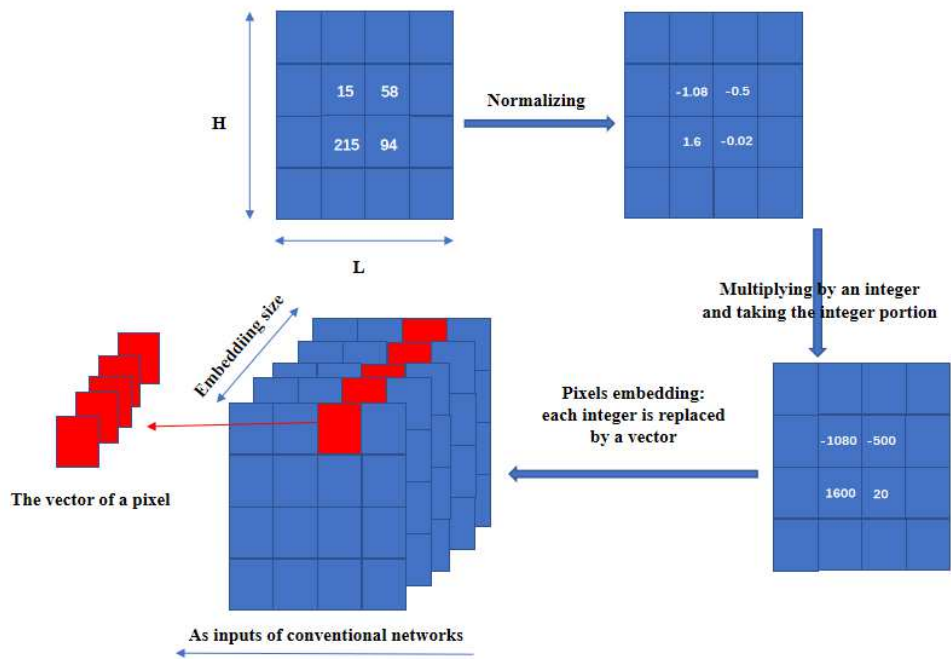 15 58
H
215 94
L
Normalizing
-1.08 -0.5
1.6 -0.02
Multiplying by an integer
and taking the integer portion
-1080 -500
1600 20
Pixels embedding:
each integer is replaced
by a vector
Embeddiing size
The vector of a pixel
As inputs of conventional networks